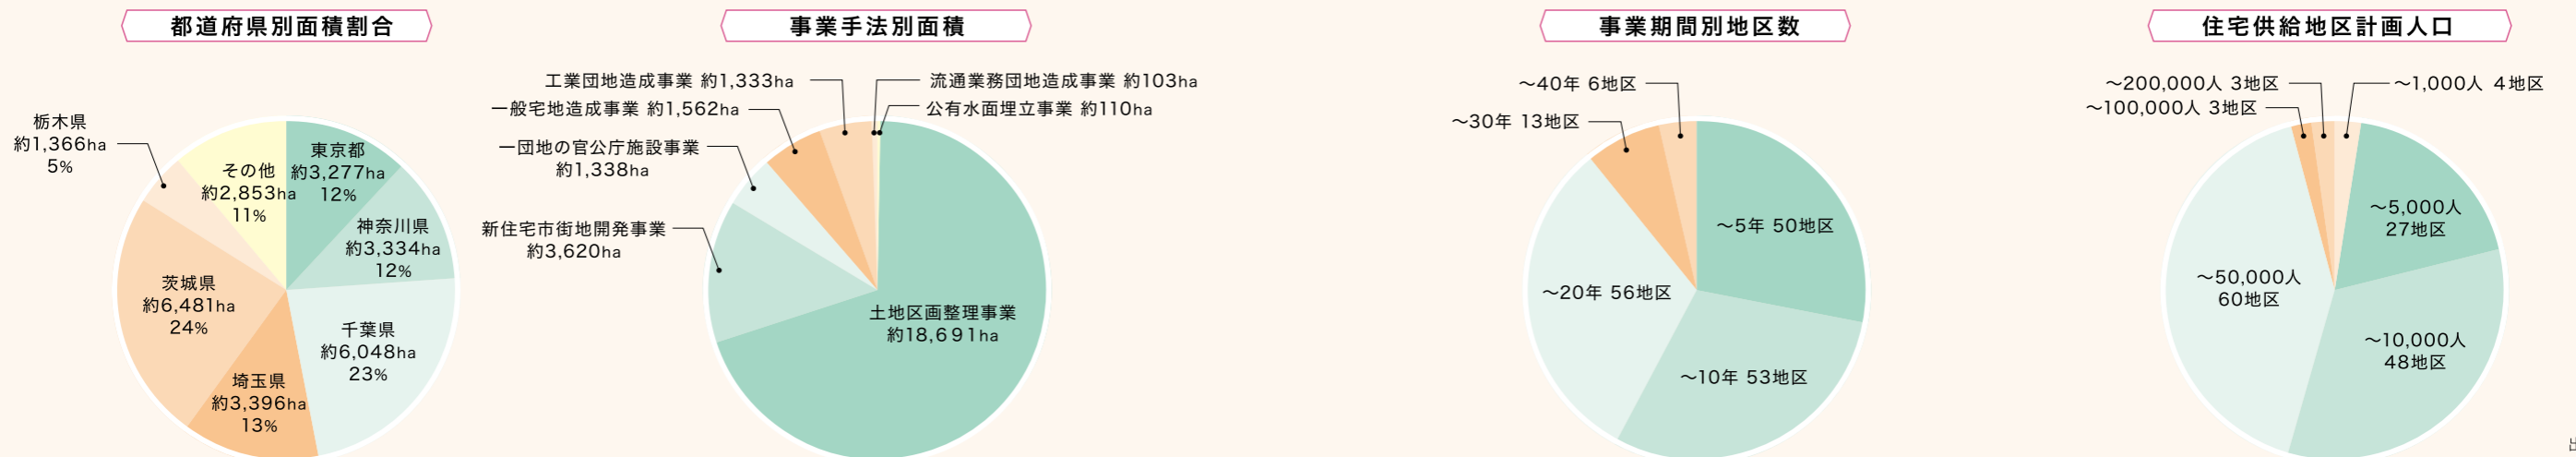 都道府県別面積割合
東京都
約3,277ha
12%
神奈川県
約3,334ha
12%
千葉県
約6,048ha
23%
埼玉県
約3,396ha
13%
茨城県
約6,481ha
24%
栃木県
約1,366ha
5%
その他
約2,853ha
11%
事業手法別面積
工業団地造成事業 約1,333ha
一般宅地造成事業 約1,562ha
一団地の官公庁施設事業
約1,338ha
新住宅市街地開発事業
約3,620ha
流通業務団地造成事業 約103ha
公有水面埋立事業 約110ha
土地区画整理事業
約18,691ha
事業期間別地区数
〜40年 6地区
〜30年 13地区
〜5年 50地区
〜20年 56地区
〜10年 53地区
住宅供給地区計画人口
〜200,000人 3地区
〜100,000人 3地区
〜1,000人 4地区
〜5,000人
27地区
〜50,000人
60地区
〜10,000人
48地区